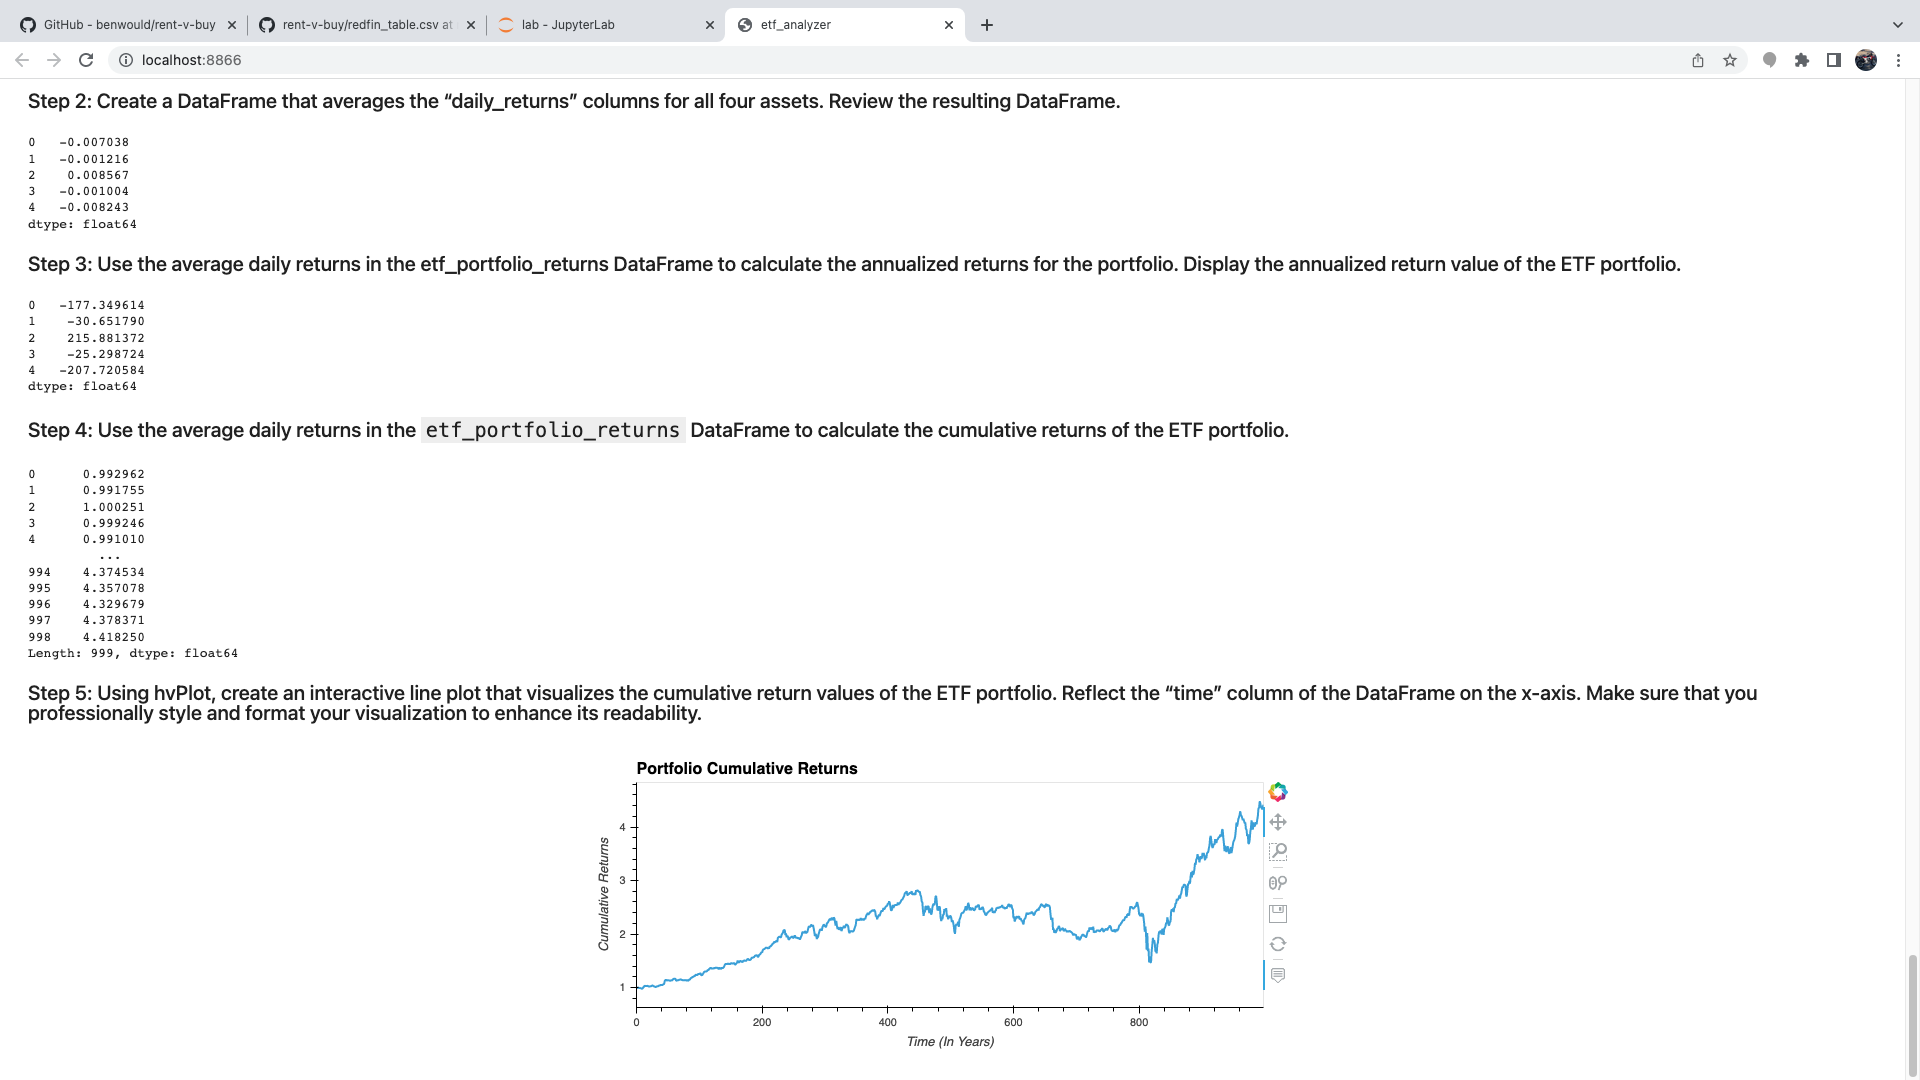 GitHub - benwould/rent-v-buy
rent-v-buy/redfin_table.csv at
lab - JupyterLab
etf_analyzer
localhost:8866
Step 2: Create a DataFrame that averages the “daily_returns” columns for all four assets. Review the resulting DataFrame.
0   -0.007038
1   -0.001216
2    0.008567
3   -0.001004
4   -0.008243
dtype: float64
Step 3: Use the average daily returns in the etf_portfolio_returns DataFrame to calculate the annualized returns for the portfolio. Display the annualized return value of the ETF portfolio.
0   -177.349614
1    -30.651790
2    215.881372
3    -25.298724
4   -207.720584
dtype: float64
Step 4: Use the average daily returns in the etf_portfolio_returns DataFrame to calculate the cumulative returns of the ETF portfolio.
0      0.992962
1      0.991755
2      1.000251
3      0.999246
4      0.991010
...
994    4.374534
995    4.357078
996    4.329679
997    4.378371
998    4.418250
Length: 999, dtype: float64
Step 5: Using hvPlot, create an interactive line plot that visualizes the cumulative return values of the ETF portfolio. Reflect the “time” column of the DataFrame on the x-axis. Make sure that you
professionally style and format your visualization to enhance its readability.
Portfolio Cumulative Returns
Cumulative Returns
4
3
2
1
0 200 400 600 800
Time (In Years)